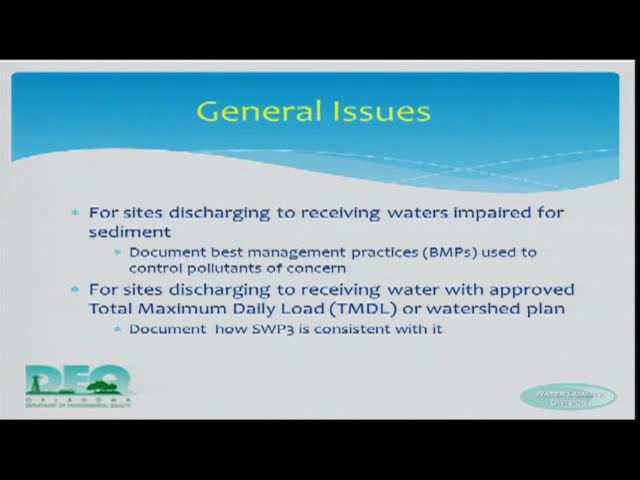 General Issues
For sites discharging to receiving waters impaired for
sediment
Document best management practices (BMPs) used to
control pollutants of concern
For sites discharging to receiving water with approved
Total Maximum Daily Load (TMDL) or watershed plan
Document how SWP3 is consistent with it
DEQ
OKLAHOMA
DEPARTMENT OF ENVIRONMENTAL QUALITY
WATER QUALITY
DIVISION